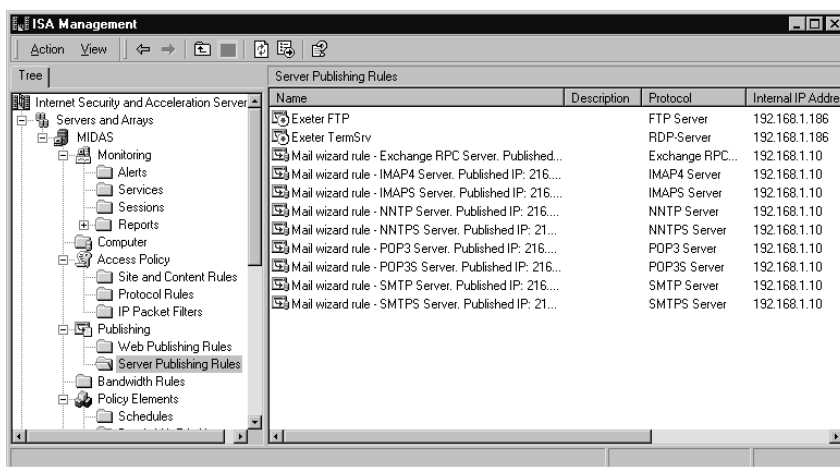 ISA Management
Action View
Tree
Server Publishing Rules
Internet Security and Acceleration Server
Servers and Arrays
MIDAS
Monitoring
Alerts
Services
Sessions
Reports
Computer
Access Policy
Site and Content Rules
Protocol Rules
IP Packet Filters
Publishing
Web Publishing Rules
Server Publishing Rules
Bandwidth Rules
Policy Elements
Schedules
Name Description Protocol Internal IP Addre
Exeter FTP FTP Server 192.168.1.186
Exeter TermSrv RDP-Server 192.168.1.186
Mail wizard rule - Exchange RPC Server. Published... Exchange RPC... 192.168.1.10
Mail wizard rule - IMAP4 Server. Published IP: 216.... IMAP4 Server 192.168.1.10
Mail wizard rule - IMAPS Server. Published IP: 216.... IMAPS Server 192.168.1.10
Mail wizard rule - NNTP Server. Published IP: 216.... NNTP Server 192.168.1.10
Mail wizard rule - NNTPS Server. Published IP: 21... NNTPS Server 192.168.1.10
Mail wizard rule - POP3 Server. Published IP: 216.... POP3 Server 192.168.1.10
Mail wizard rule - POP3S Server. Published IP: 216... POP3S Server 192.168.1.10
Mail wizard rule - SMTP Server. Published IP: 216.... SMTP Server 192.168.1.10
Mail wizard rule - SMTPS Server. Published IP: 21... SMTPS Server 192.168.1.10